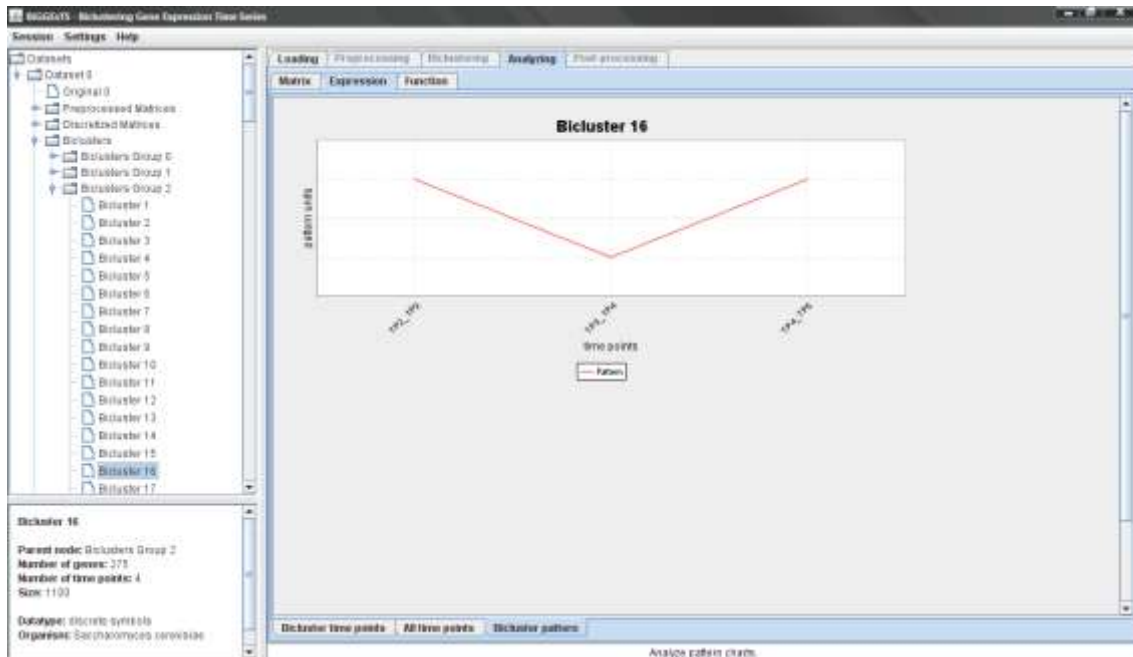 BIGGEsTS - Biclustering Gene Expression Time Series
Session Settings Help
Datasets
Dataset 0
Original 0
Preprocessed Matrices
Discretized Matrices
Biclusters
Biclusters Group 0
Biclusters Group 1
Biclusters Group 2
Bicluster 1
Bicluster 2
Bicluster 3
Bicluster 4
Bicluster 5
Bicluster 6
Bicluster 7
Bicluster 8
Bicluster 9
Bicluster 10
Bicluster 11
Bicluster 12
Bicluster 13
Bicluster 14
Bicluster 15
Bicluster 16
Bicluster 17
Bicluster 16
Parent node: Biclusters Group 2
Number of genes: 275
Number of time points: 4
Size: 1100
Datatype: discrete symbols
Organism: Saccharomyces cerevisiae
Loading Preprocessing Biclustering Analyzing Post-processing
Matrix Expression Function
Bicluster 16
pattern units
TP2_TP3 TP3_TP4 TP4_TP5
time points
Pattern
Bicluster time points All time points Bicluster pattern
Analyze pattern charts.